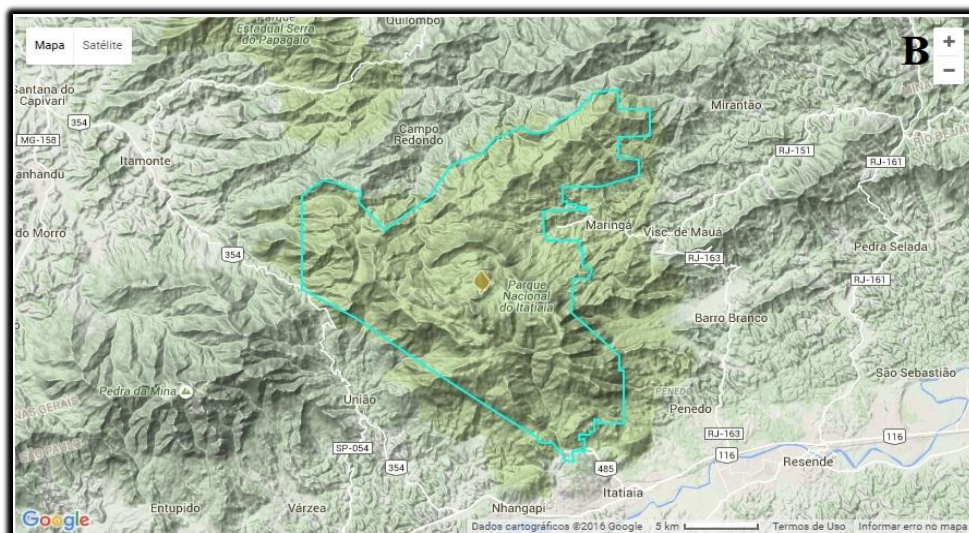 Parque
Estadual Serra
do Papagaio
Quilombo
Mapa
Satélite
B
+
−
Santana do
Capivari
354
MG-158
Itamonte
Campo
Redondo
Mirantão
RJ-151
RJ-161
do Morro
354
Maringá
Visc. de Mauá
RJ-163
Pedra Selada
RJ-161
Parque
Nacional
do Itatiaia
Barro Branco
Pedra da Mina
União
PENEDO
Penedo
São Sebastião
SP-054
354
RJ-163
116
116
485
Resende
Itatiaia
Entupido
Várzea
Nhangapi
Google
Dados cartográficos ©2016 Google
5 km
Termos de Uso
Informar erro no mapa